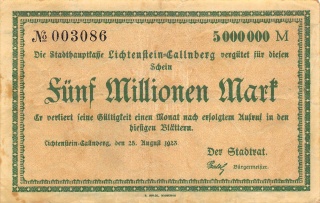 № 003086 5 000 000 M
Die Stadthauptkasse Lichtenstein-Callnberg vergütet für diesen
Schein
Fünf Millionen Mark
Er verliert seine Gültigkeit einen Monat nach erfolgtem Aufruf in den
hiesigen Blättern.
Lichtenstein-Callnberg, den 25. August 1923.
Der Stadtrat.
Bürgermeister.